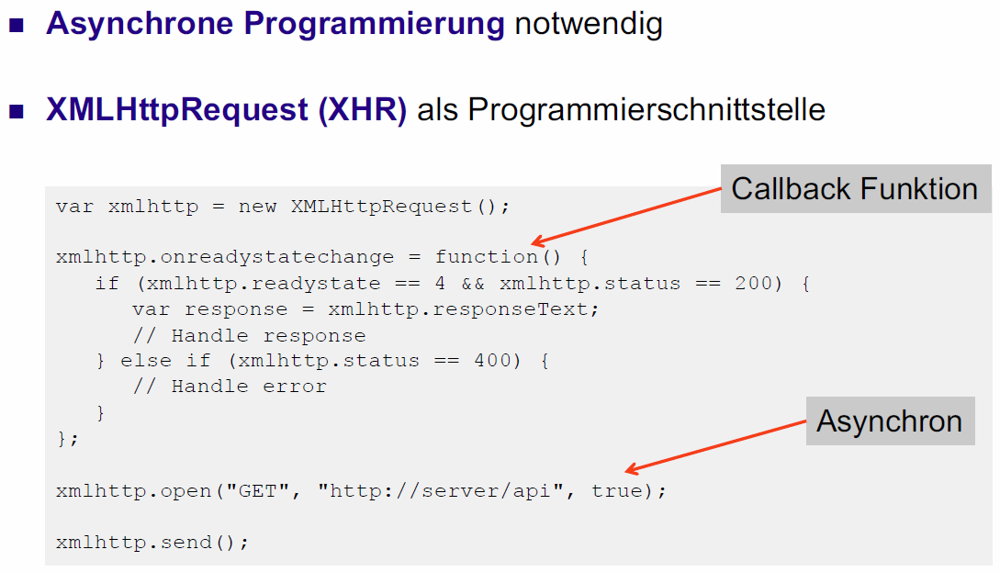 ■ Asynchrone Programmierung notwendig
■ XMLHttpRequest (XHR) als Programmierschnittstelle
Callback Funktion
var xmlhttp = new XMLHttpRequest();
xmlhttp.onreadystatechange = function() {
if (xmlhttp.readystate == 4 && xmlhttp.status == 200) {
var response = xmlhttp.responseText;
// Handle response
} else if (xmlhttp.status == 400) {
// Handle error
}
};
Asynchron
xmlhttp.open("GET", "http://server/api", true);
xmlhttp.send();